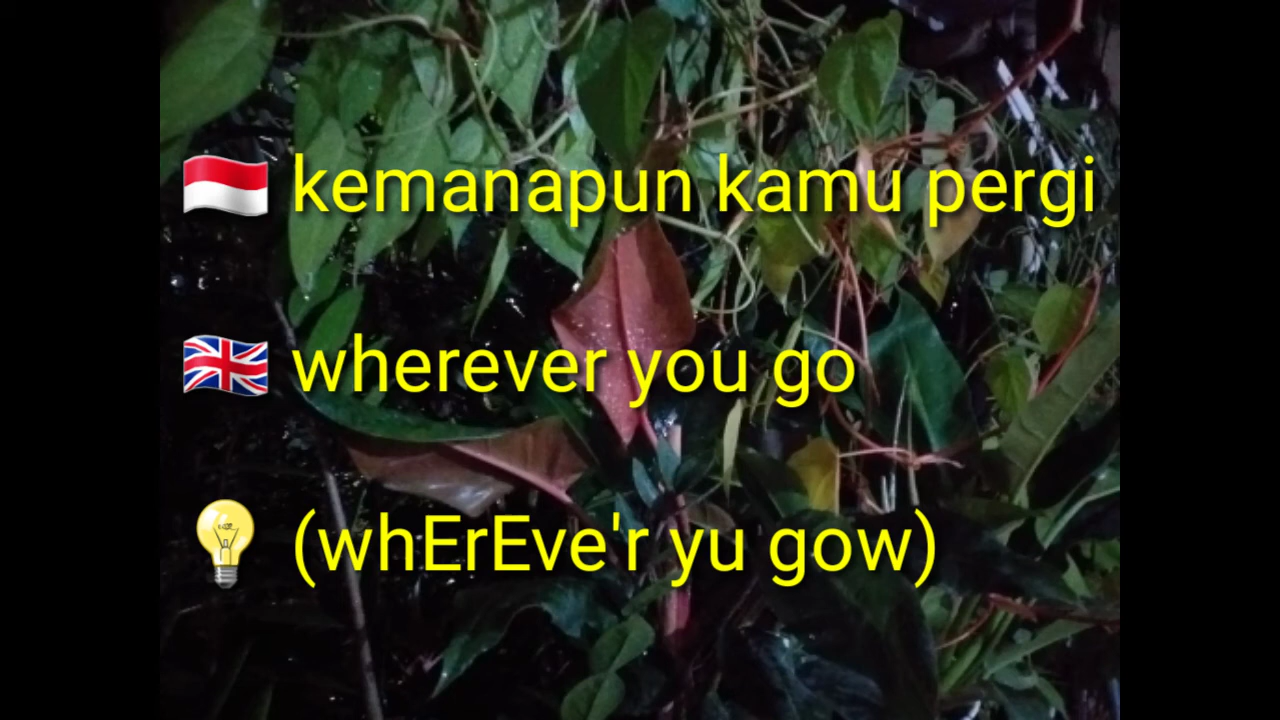 🇮🇩 kemanapun kamu pergi
🇬🇧 wherever you go
💡 (whErEve'r yu gow)